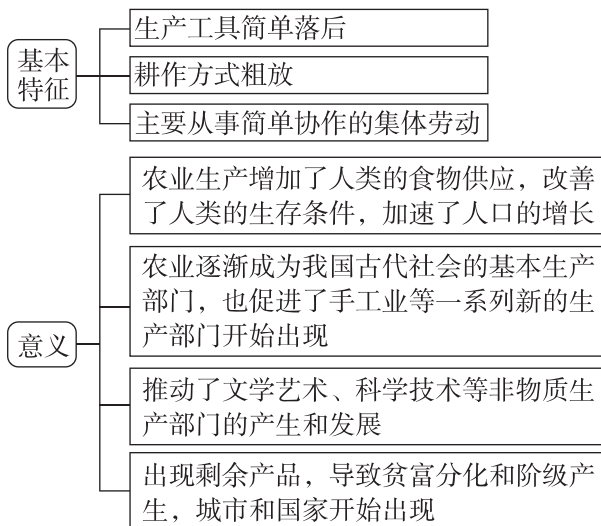 基本
特征
生产工具简单落后
耕作方式粗放
主要从事简单协作的集体劳动
意义
农业生产增加了人类的食物供应，改善
了人类的生存条件，加速了人口的增长
农业逐渐成为我国古代社会的基本生产
部门，也促进了手工业等一系列新的生
产部门开始出现
推动了文学艺术、科学技术等非物质生
产部门的产生和发展
出现剩余产品，导致贫富分化和阶级产
生，城市和国家开始出现